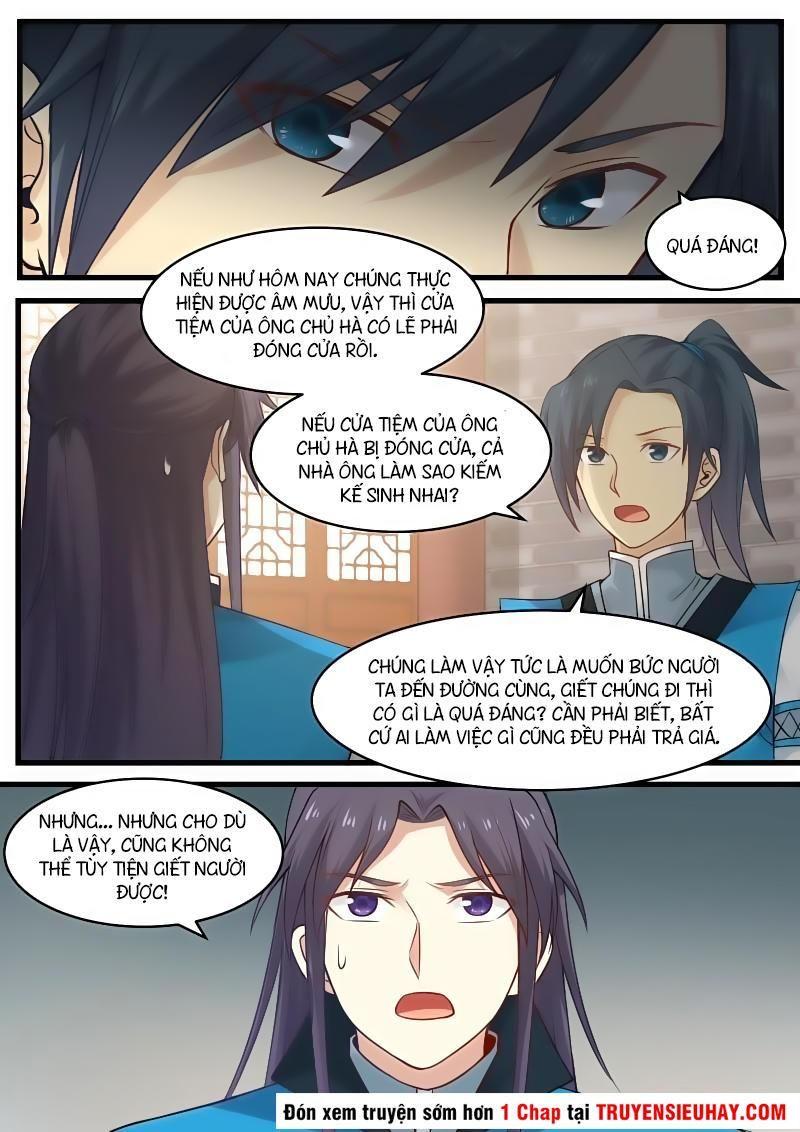 QUÁ ĐÁNG!
NẾU NHƯ HÔM NAY CHÚNG THỰC
HIỆN ĐƯỢC ÂM MƯU, VẬY THÌ CỬA
TIỆM CỦA ÔNG CHỦ HÀ CÓ LẼ PHẢI
ĐÓNG CỬA RỒI.
NẾU CỬA TIỆM CỦA ÔNG
CHỦ HÀ BỊ ĐÓNG CỬA, CẢ
NHÀ ÔNG LÀM SAO KIẾM
KẾ SINH NHAI?
CHÚNG LÀM VẬY TỨC LÀ MUỐN BỨC NGƯỜI
TA ĐẾN ĐƯỜNG CÙNG, GIẾT CHÚNG ĐI THÌ
CÓ GÌ LÀ QUÁ ĐÁNG? CẦN PHẢI BIẾT, BẤT
CỨ AI LÀM VIỆC GÌ CŨNG ĐỀU PHẢI TRẢ GIÁ.
NHƯNG... NHƯNG CHO DÙ
LÀ VẬY, CŨNG KHÔNG
THỂ TÙY TIỆN GIẾT NGƯỜI
ĐƯỢC!
Đón xem truyện sớm hơn 1 Chap tại TRUYENSIEUHAY.COM